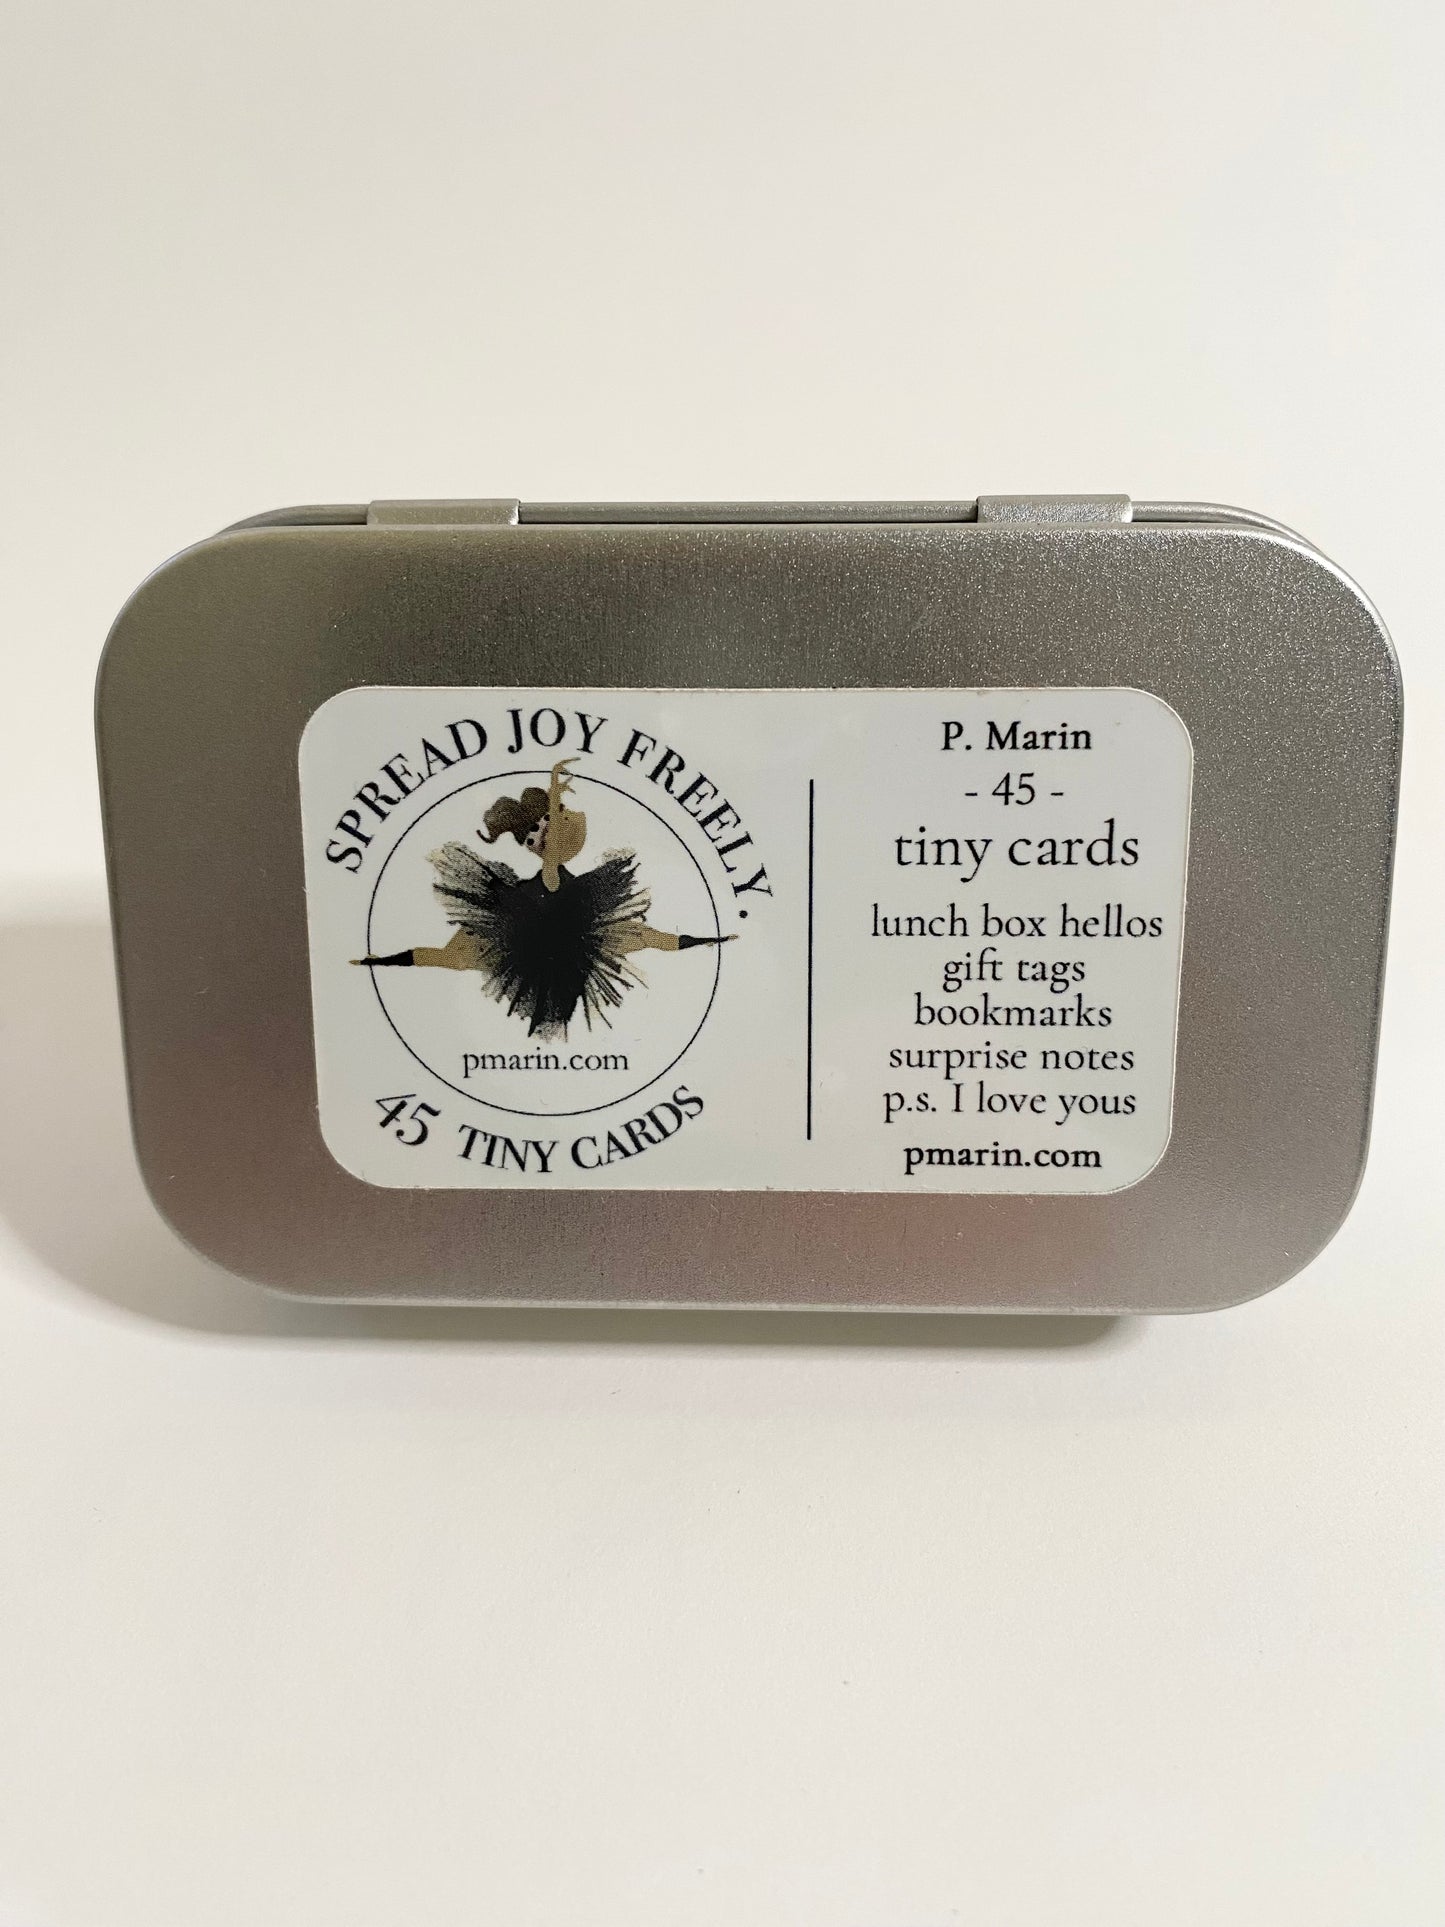 SPREAD JOY FREELY.
pmarin.com
45 TINY CARDS
P. Marin
- 45 -
tiny cards
lunch box hellos
gift tags
bookmarks
surprise notes
p.s. I love yous
pmarin.com